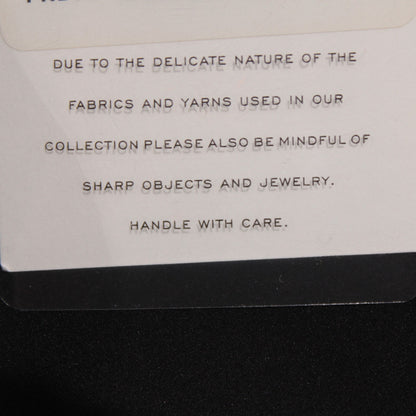 DUE TO THE DELICATE NATURE OF THE
FABRICS AND YARNS USED IN OUR
COLLECTION PLEASE ALSO BE MINDFUL OF
SHARP OBJECTS AND JEWELRY.
HANDLE WITH CARE.